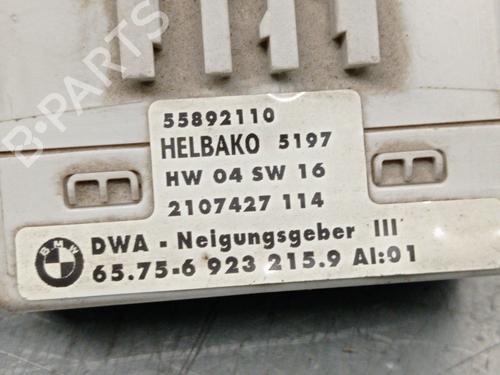 55892110
HELBAKO 5197
HW 04 SW 16
2107427 114
BMW
DWA - Neigungsgeber III
65.75-6 923 215.9 AI:01
B-PARTS